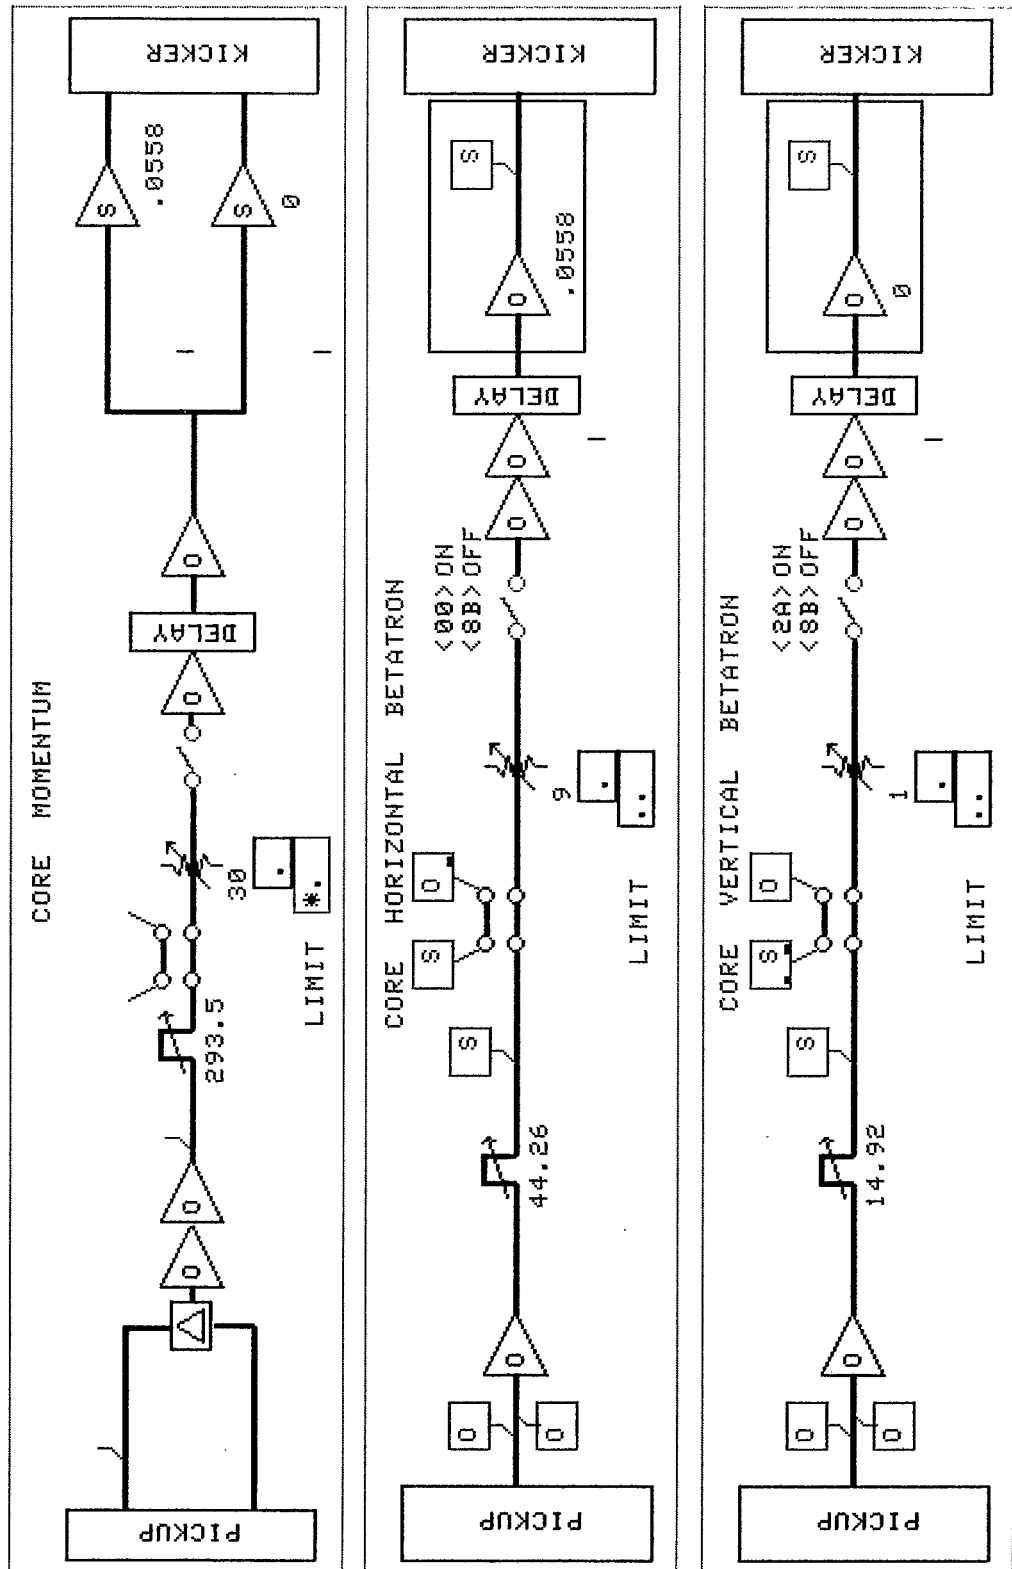 CORE MOMENTUM
PICKUP
O
O
293.5
30
.
*.
LIMIT
O
DELAY
O
S
.0558
S
0
KICKER
CORE HORIZONTAL BETATRON
PICKUP
O
O
O
44.26
S
S
O
9
.
..
LIMIT
<00>ON
<8B>OFF
O
O
DELAY
O
.0558
S
KICKER
CORE VERTICAL BETATRON
PICKUP
O
O
O
14.92
S
S
O
1
.
..
LIMIT
<2A>ON
<8B>OFF
O
O
DELAY
O
0
S
KICKER